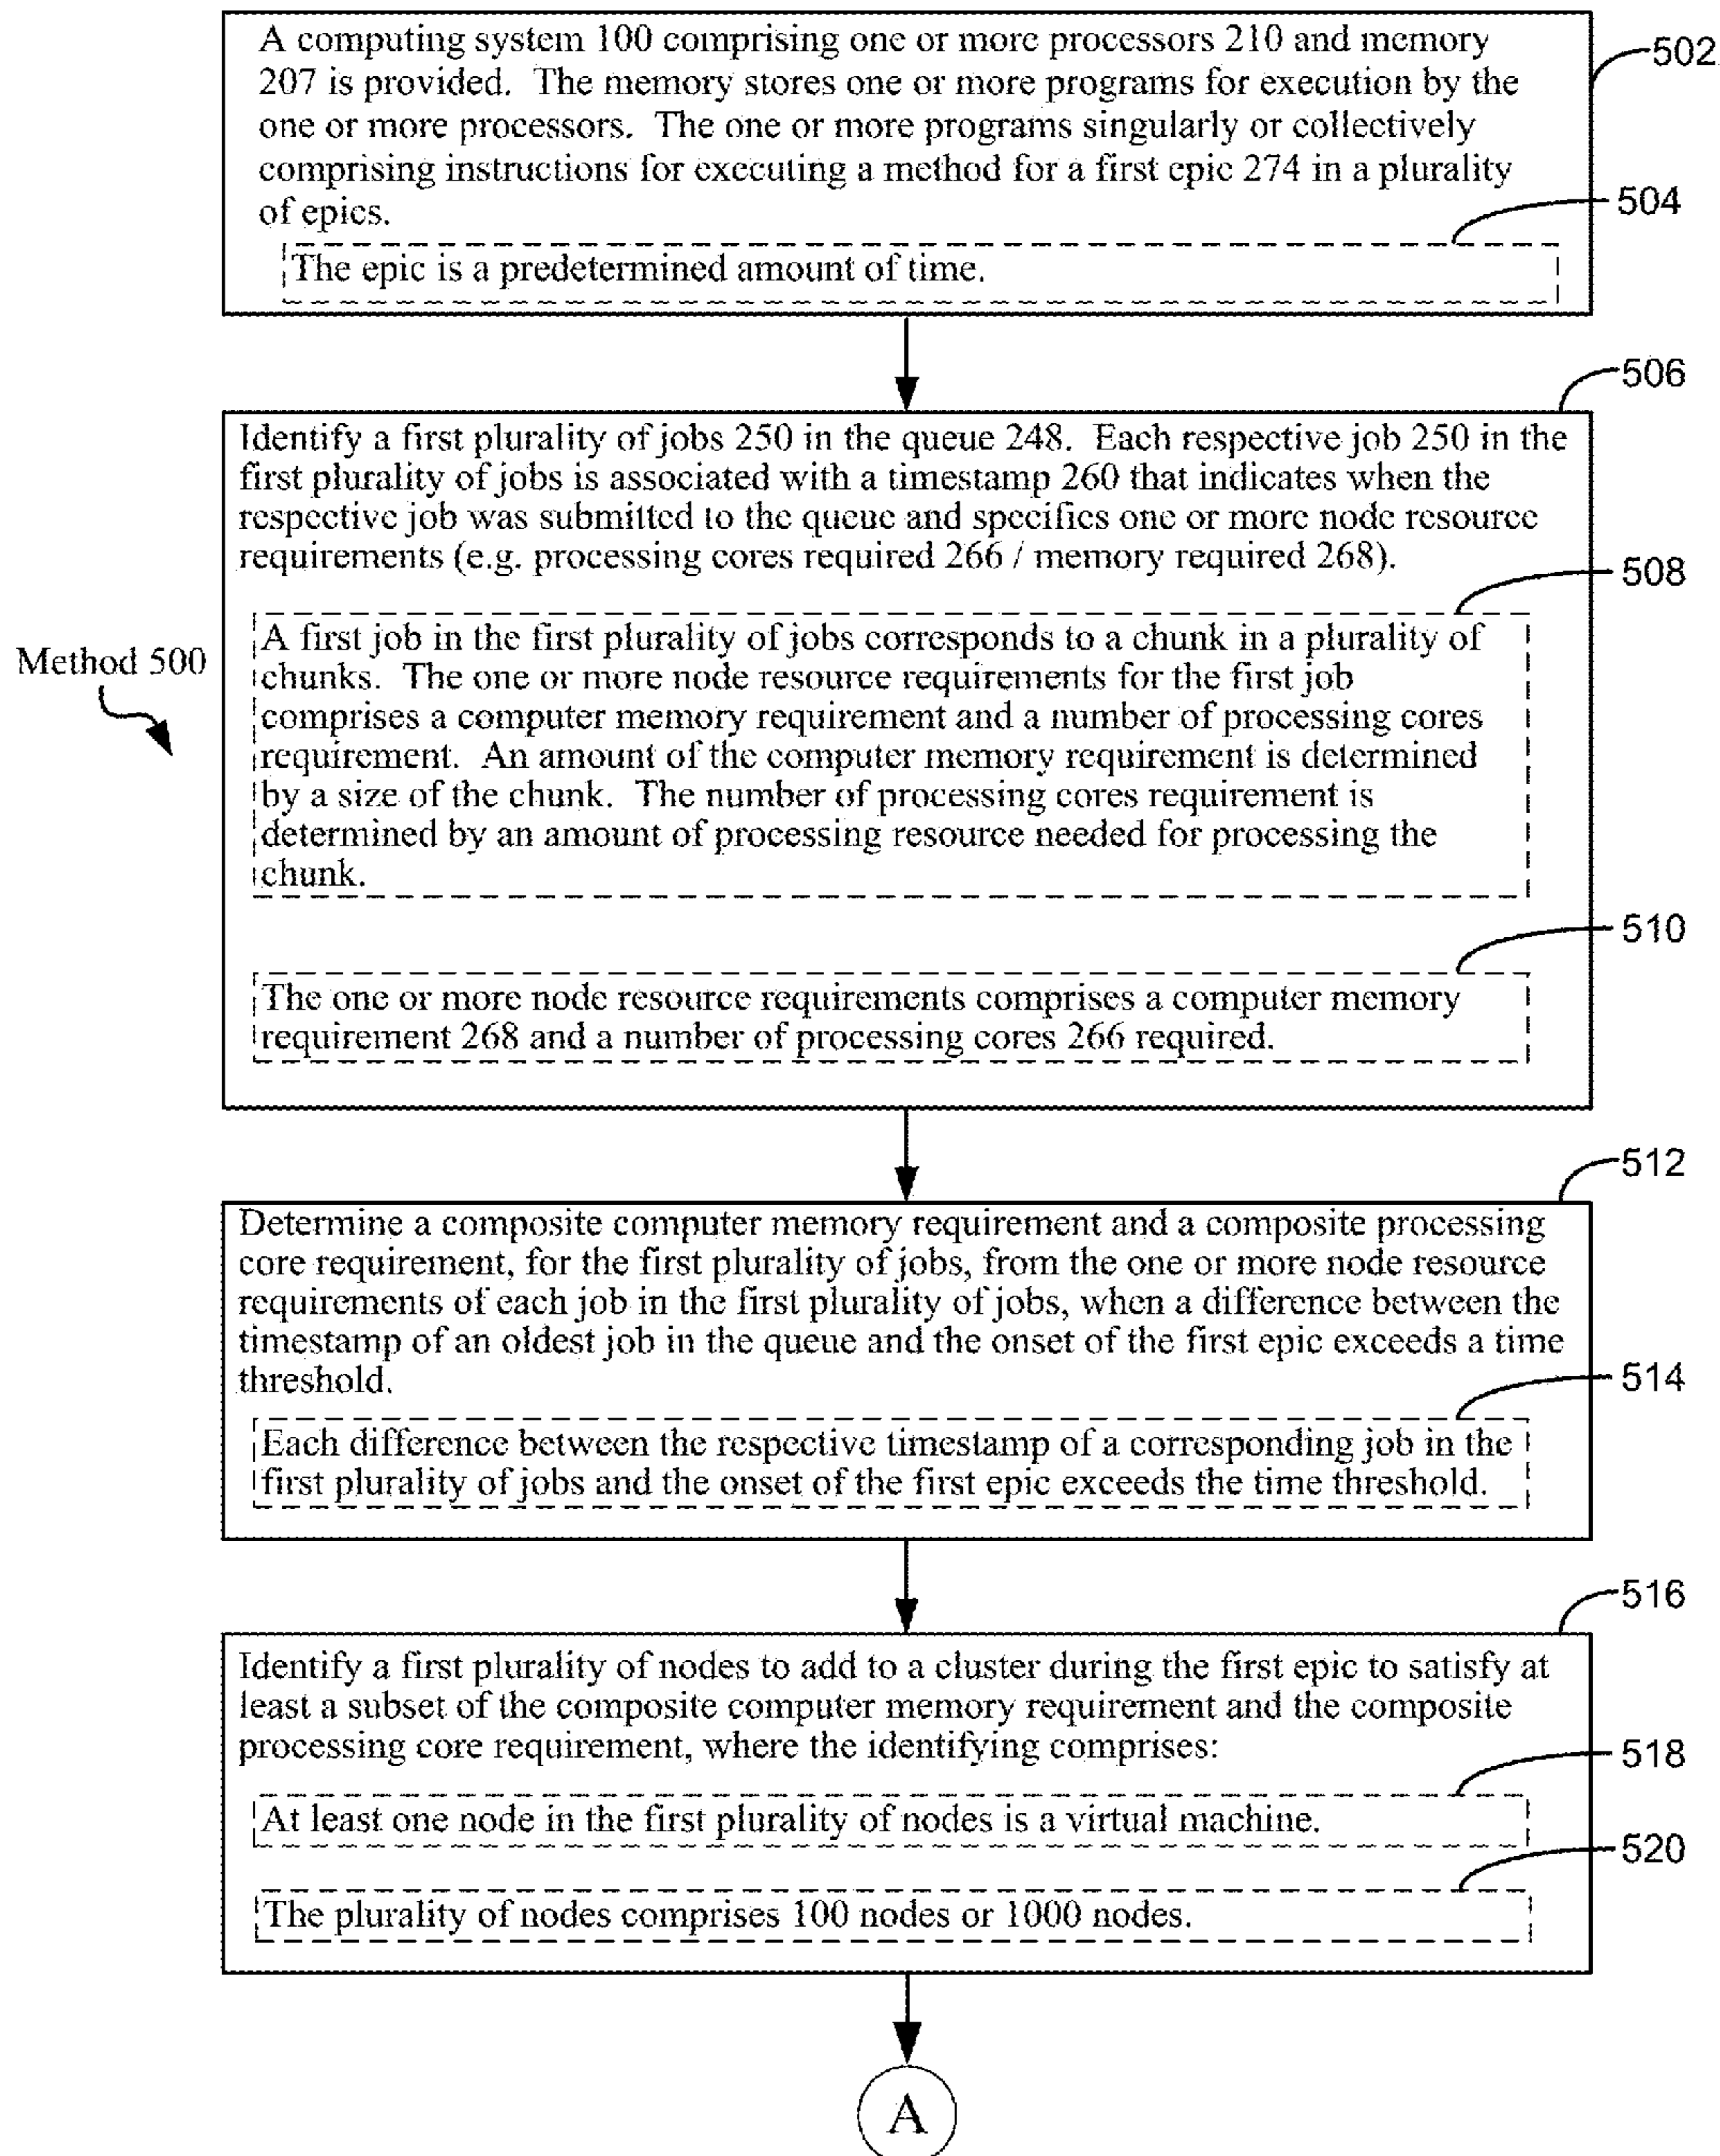 A computing system 100 comprising one or more processors 210 and memory
207 is provided. The memory stores one or more programs for execution by the
one or more processors. The one or more programs singularly or collectively
comprising instructions for executing a method for a first epic 274 in a plurality
of epics.
502
504
The epic is a predetermined amount of time.
506
Identify a first plurality of jobs 250 in the queue 248. Each respective job 250 in the
first plurality of jobs is associated with a timestamp 260 that indicates when the
respective job was submitted to the queue and specifies one or more node resource
requirements (e.g. processing cores required 266 / memory required 268).
508
A first job in the first plurality of jobs corresponds to a chunk in a plurality of
chunks. The one or more node resource requirements for the first job
comprises a computer memory requirement and a number of processing cores
requirement. An amount of the computer memory requirement is determined
by a size of the chunk. The number of processing cores requirement is
determined by an amount of processing resource needed for processing the
chunk.
Method 500
510
The one or more node resource requirements comprises a computer memory
requirement 268 and a number of processing cores 266 required.
512
Determine a composite computer memory requirement and a composite processing
core requirement, for the first plurality of jobs, from the one or more node resource
requirements of each job in the first plurality of jobs, when a difference between the
timestamp of an oldest job in the queue and the onset of the first epic exceeds a time
threshold.
514
Each difference between the respective timestamp of a corresponding job in the
first plurality of jobs and the onset of the first epic exceeds the time threshold.
516
Identify a first plurality of nodes to add to a cluster during the first epic to satisfy at
least a subset of the composite computer memory requirement and the composite
processing core requirement, where the identifying comprises:
518
At least one node in the first plurality of nodes is a virtual machine.
520
The plurality of nodes comprises 100 nodes or 1000 nodes.
A